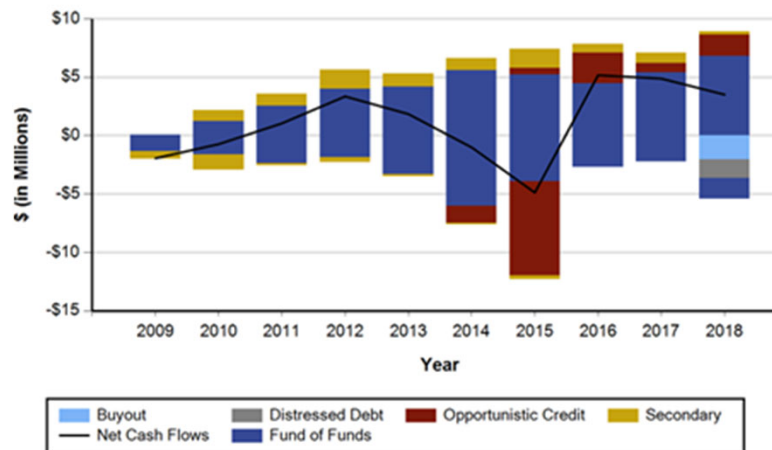 $10
$5
$0
-$5
-$10
-$15
$ (in Millions)
2009 2010 2011 2012 2013 2014 2015 2016 2017 2018
Year
Buyout Distressed Debt Opportunistic Credit Secondary
Net Cash Flows Fund of Funds